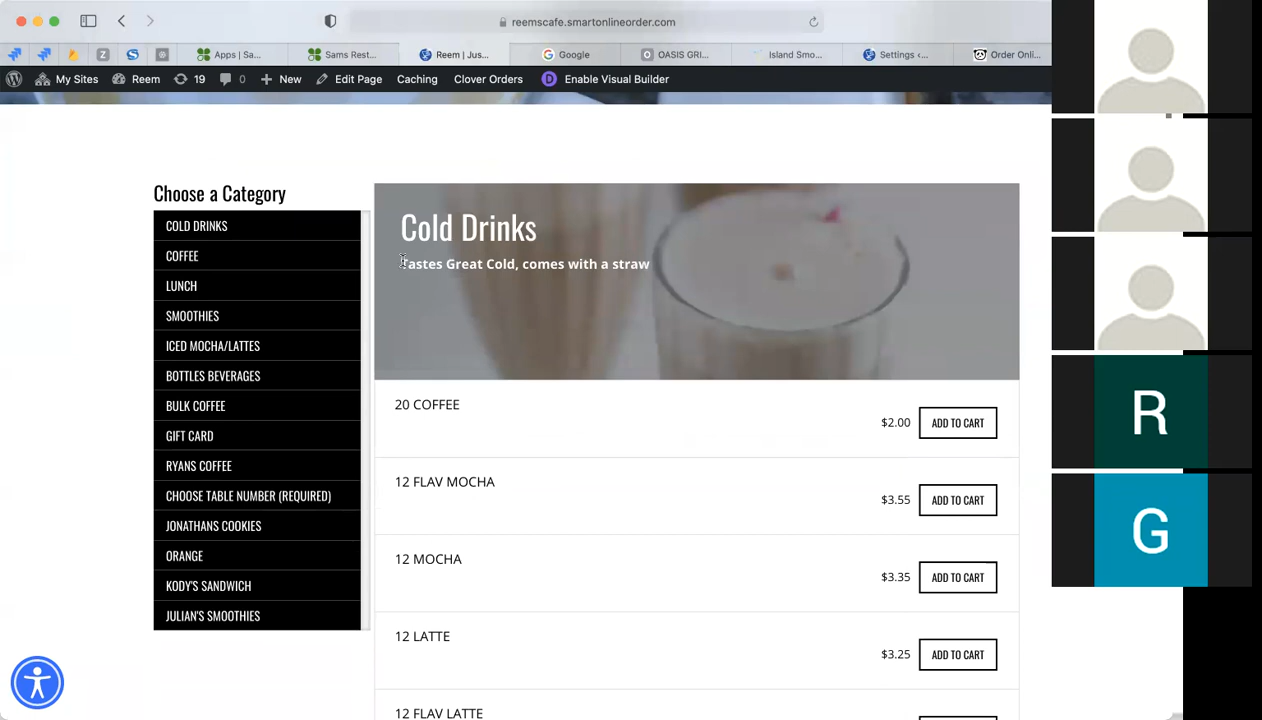 reemscafe.smartonlineorder.com
Z
Apps | Sa...
Sams Rest...
Reem | Jus...
Google
OASIS GRI...
Island Smo...
Settings <...
Order Onli...
My Sites
Reem
19
0
New
Edit Page
Caching
Clover Orders
D
Enable Visual Builder
Choose a Category
COLD DRINKS
COFFEE
LUNCH
SMOOTHIES
ICED MOCHA/LATTES
BOTTLES BEVERAGES
BULK COFFEE
GIFT CARD
RYANS COFFEE
CHOOSE TABLE NUMBER (REQUIRED)
JONATHANS COOKIES
ORANGE
KODY'S SANDWICH
JULIAN'S SMOOTHIES
Cold Drinks
Tastes Great Cold, comes with a straw
20 COFFEE
$2.00
ADD TO CART
12 FLAV MOCHA
$3.55
ADD TO CART
12 MOCHA
$3.35
ADD TO CART
12 LATTE
$3.25
ADD TO CART
12 FLAV LATTE
R
G